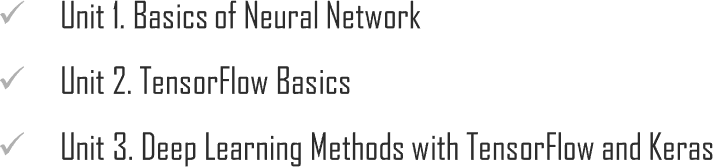 ✓ Unit 1. Basics of Neural Network
✓ Unit 2. TensorFlow Basics
✓ Unit 3. Deep Learning Methods with TensorFlow and Keras